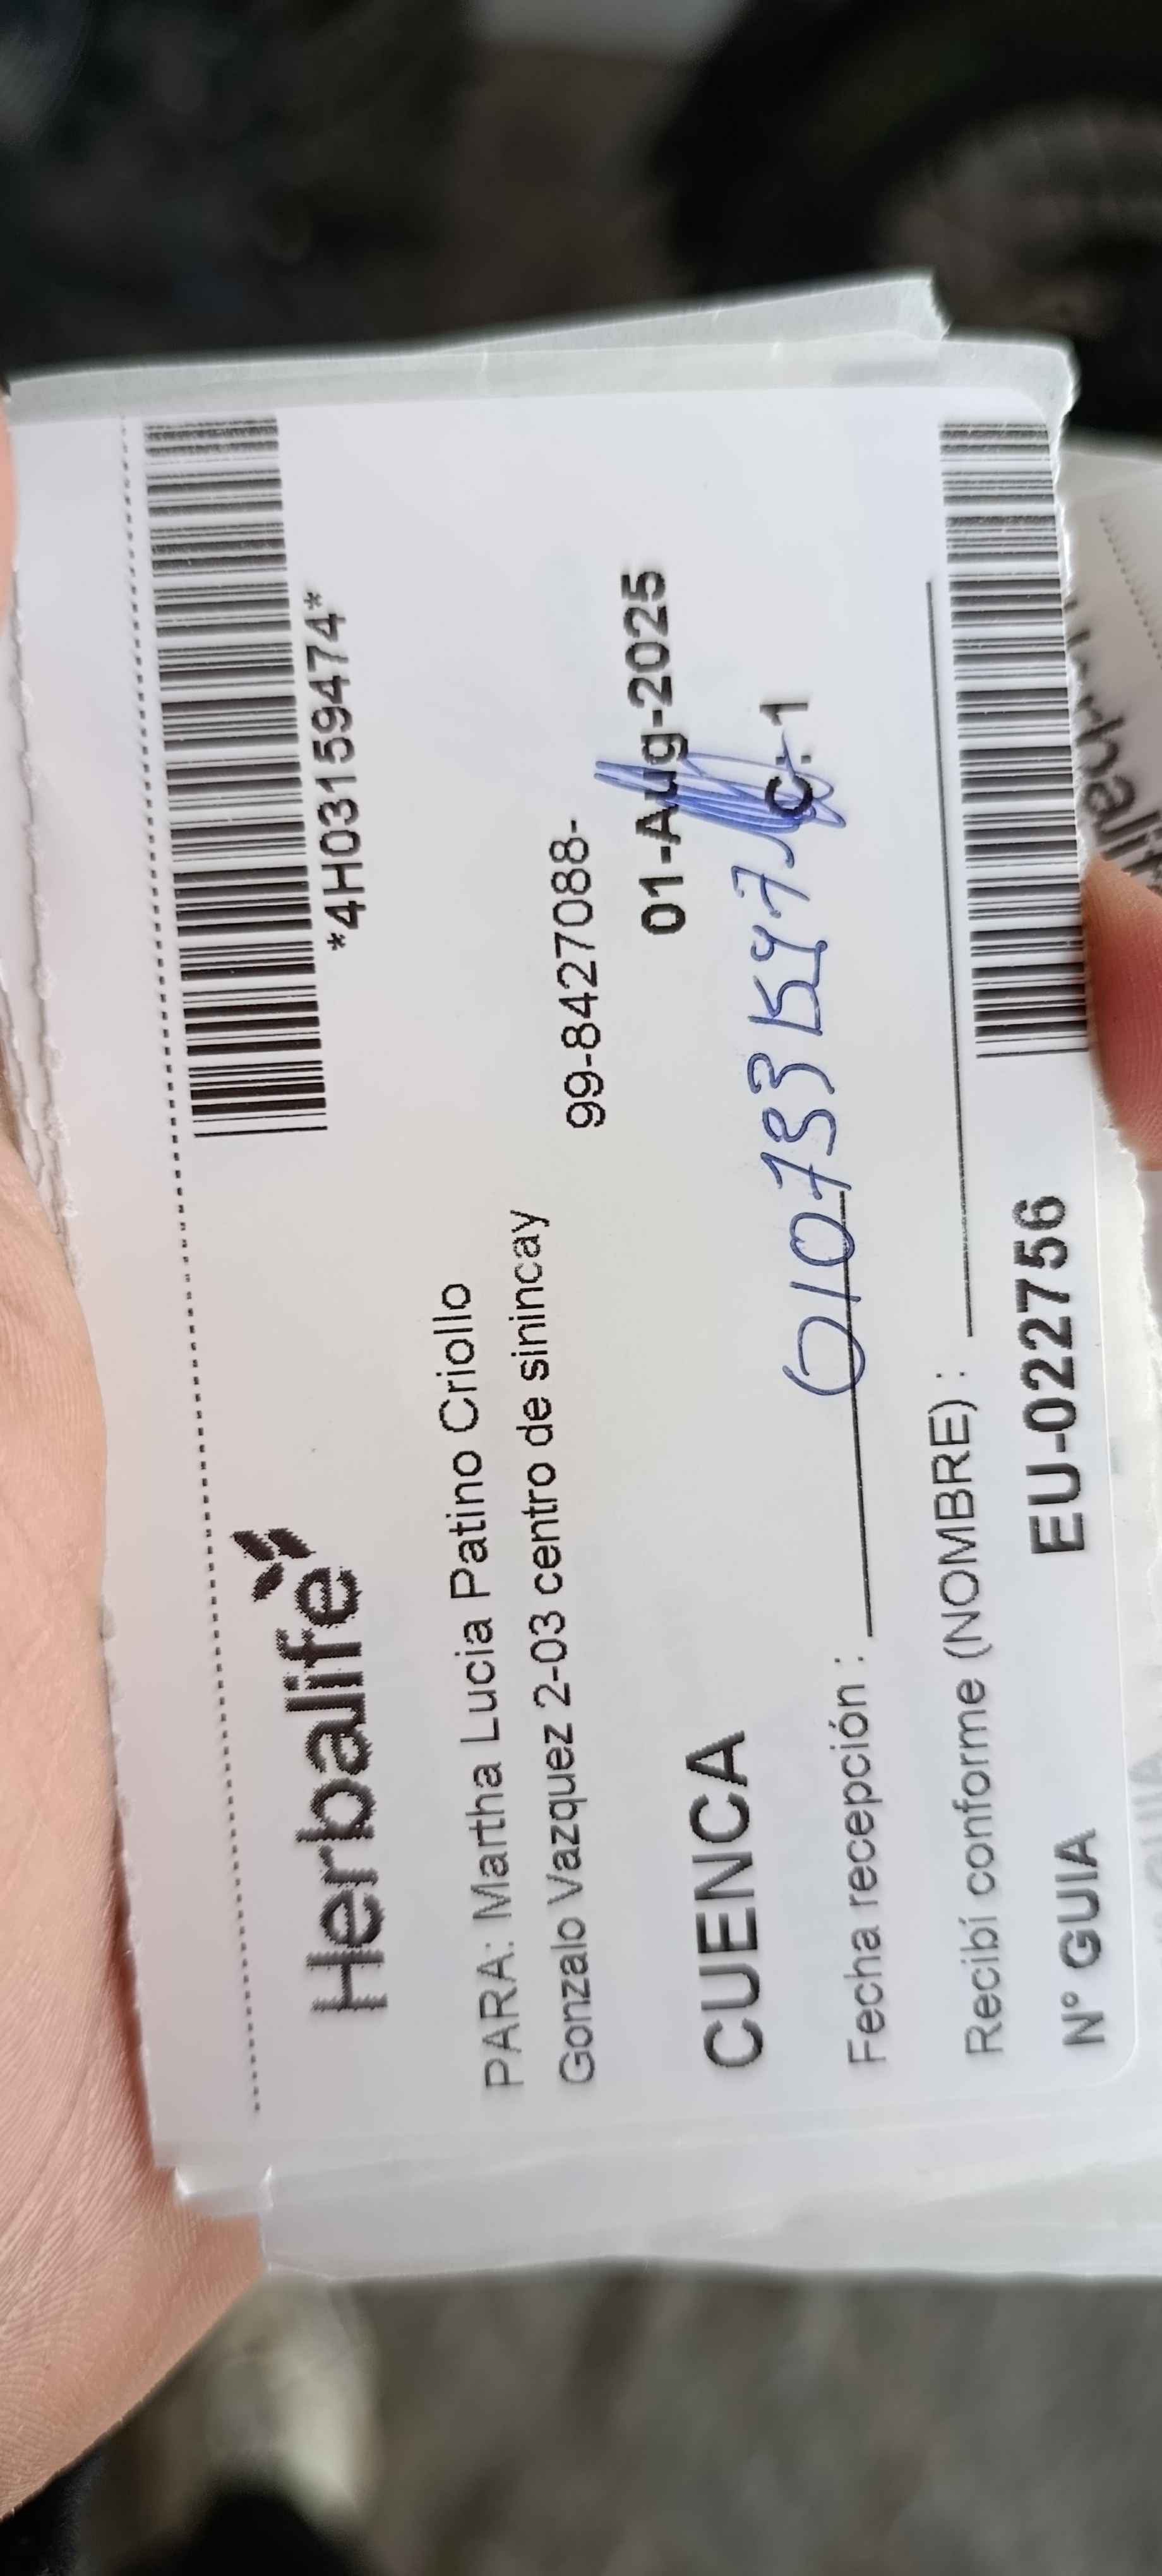 *4H03159474*
Herbalife
PARA: Martha Lucia Patino Criollo
Gonzalo Vazquez 2-03 centro de sinincay
99-8427088-
CUENCA
01-Aug-2025
C: 1
Fecha recepción :
Recibí conforme (NOMBRE) :
N° GUIA EU-022756